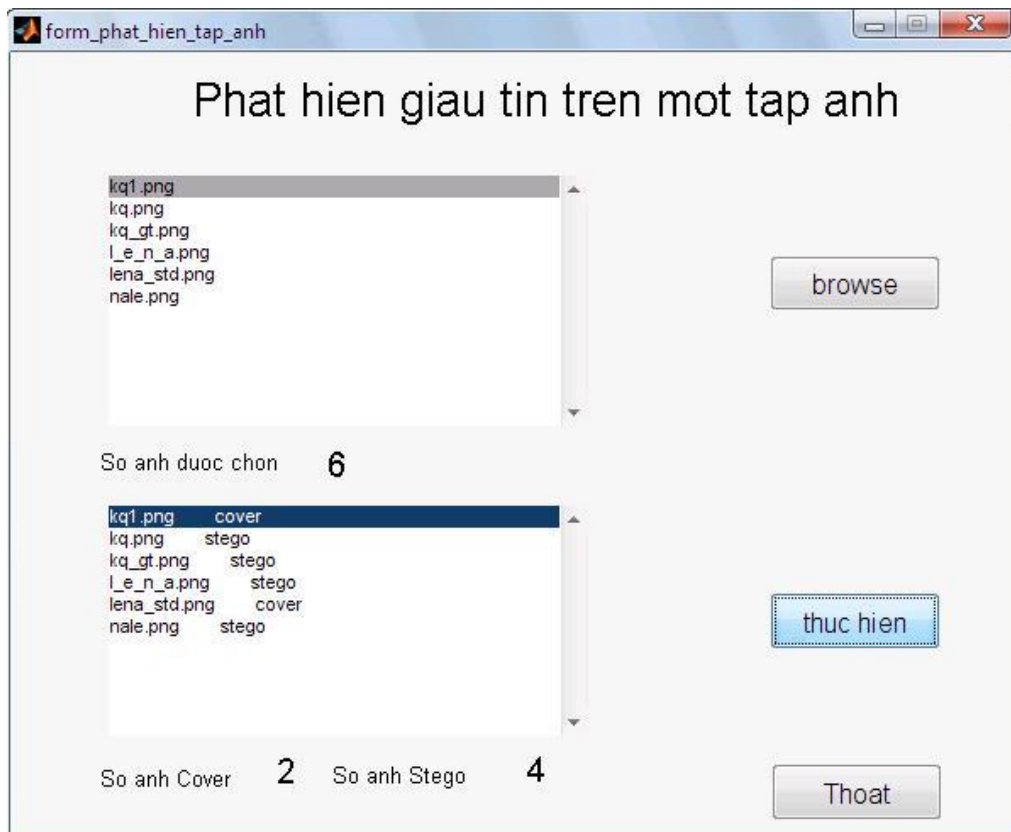 form_phat_hien_tap_anh
Phat hien giau tin tren mot tap anh
kq1.png
kq.png
kq_gt.png
l_e_n_a.png
lena_std.png
nale.png
browse
So anh duoc chon 6
kq1.png cover
kq.png stego
kq_gt.png stego
l_e_n_a.png stego
lena_std.png cover
nale.png stego
thuc hien
So anh Cover 2 So anh Stego 4
Thoat